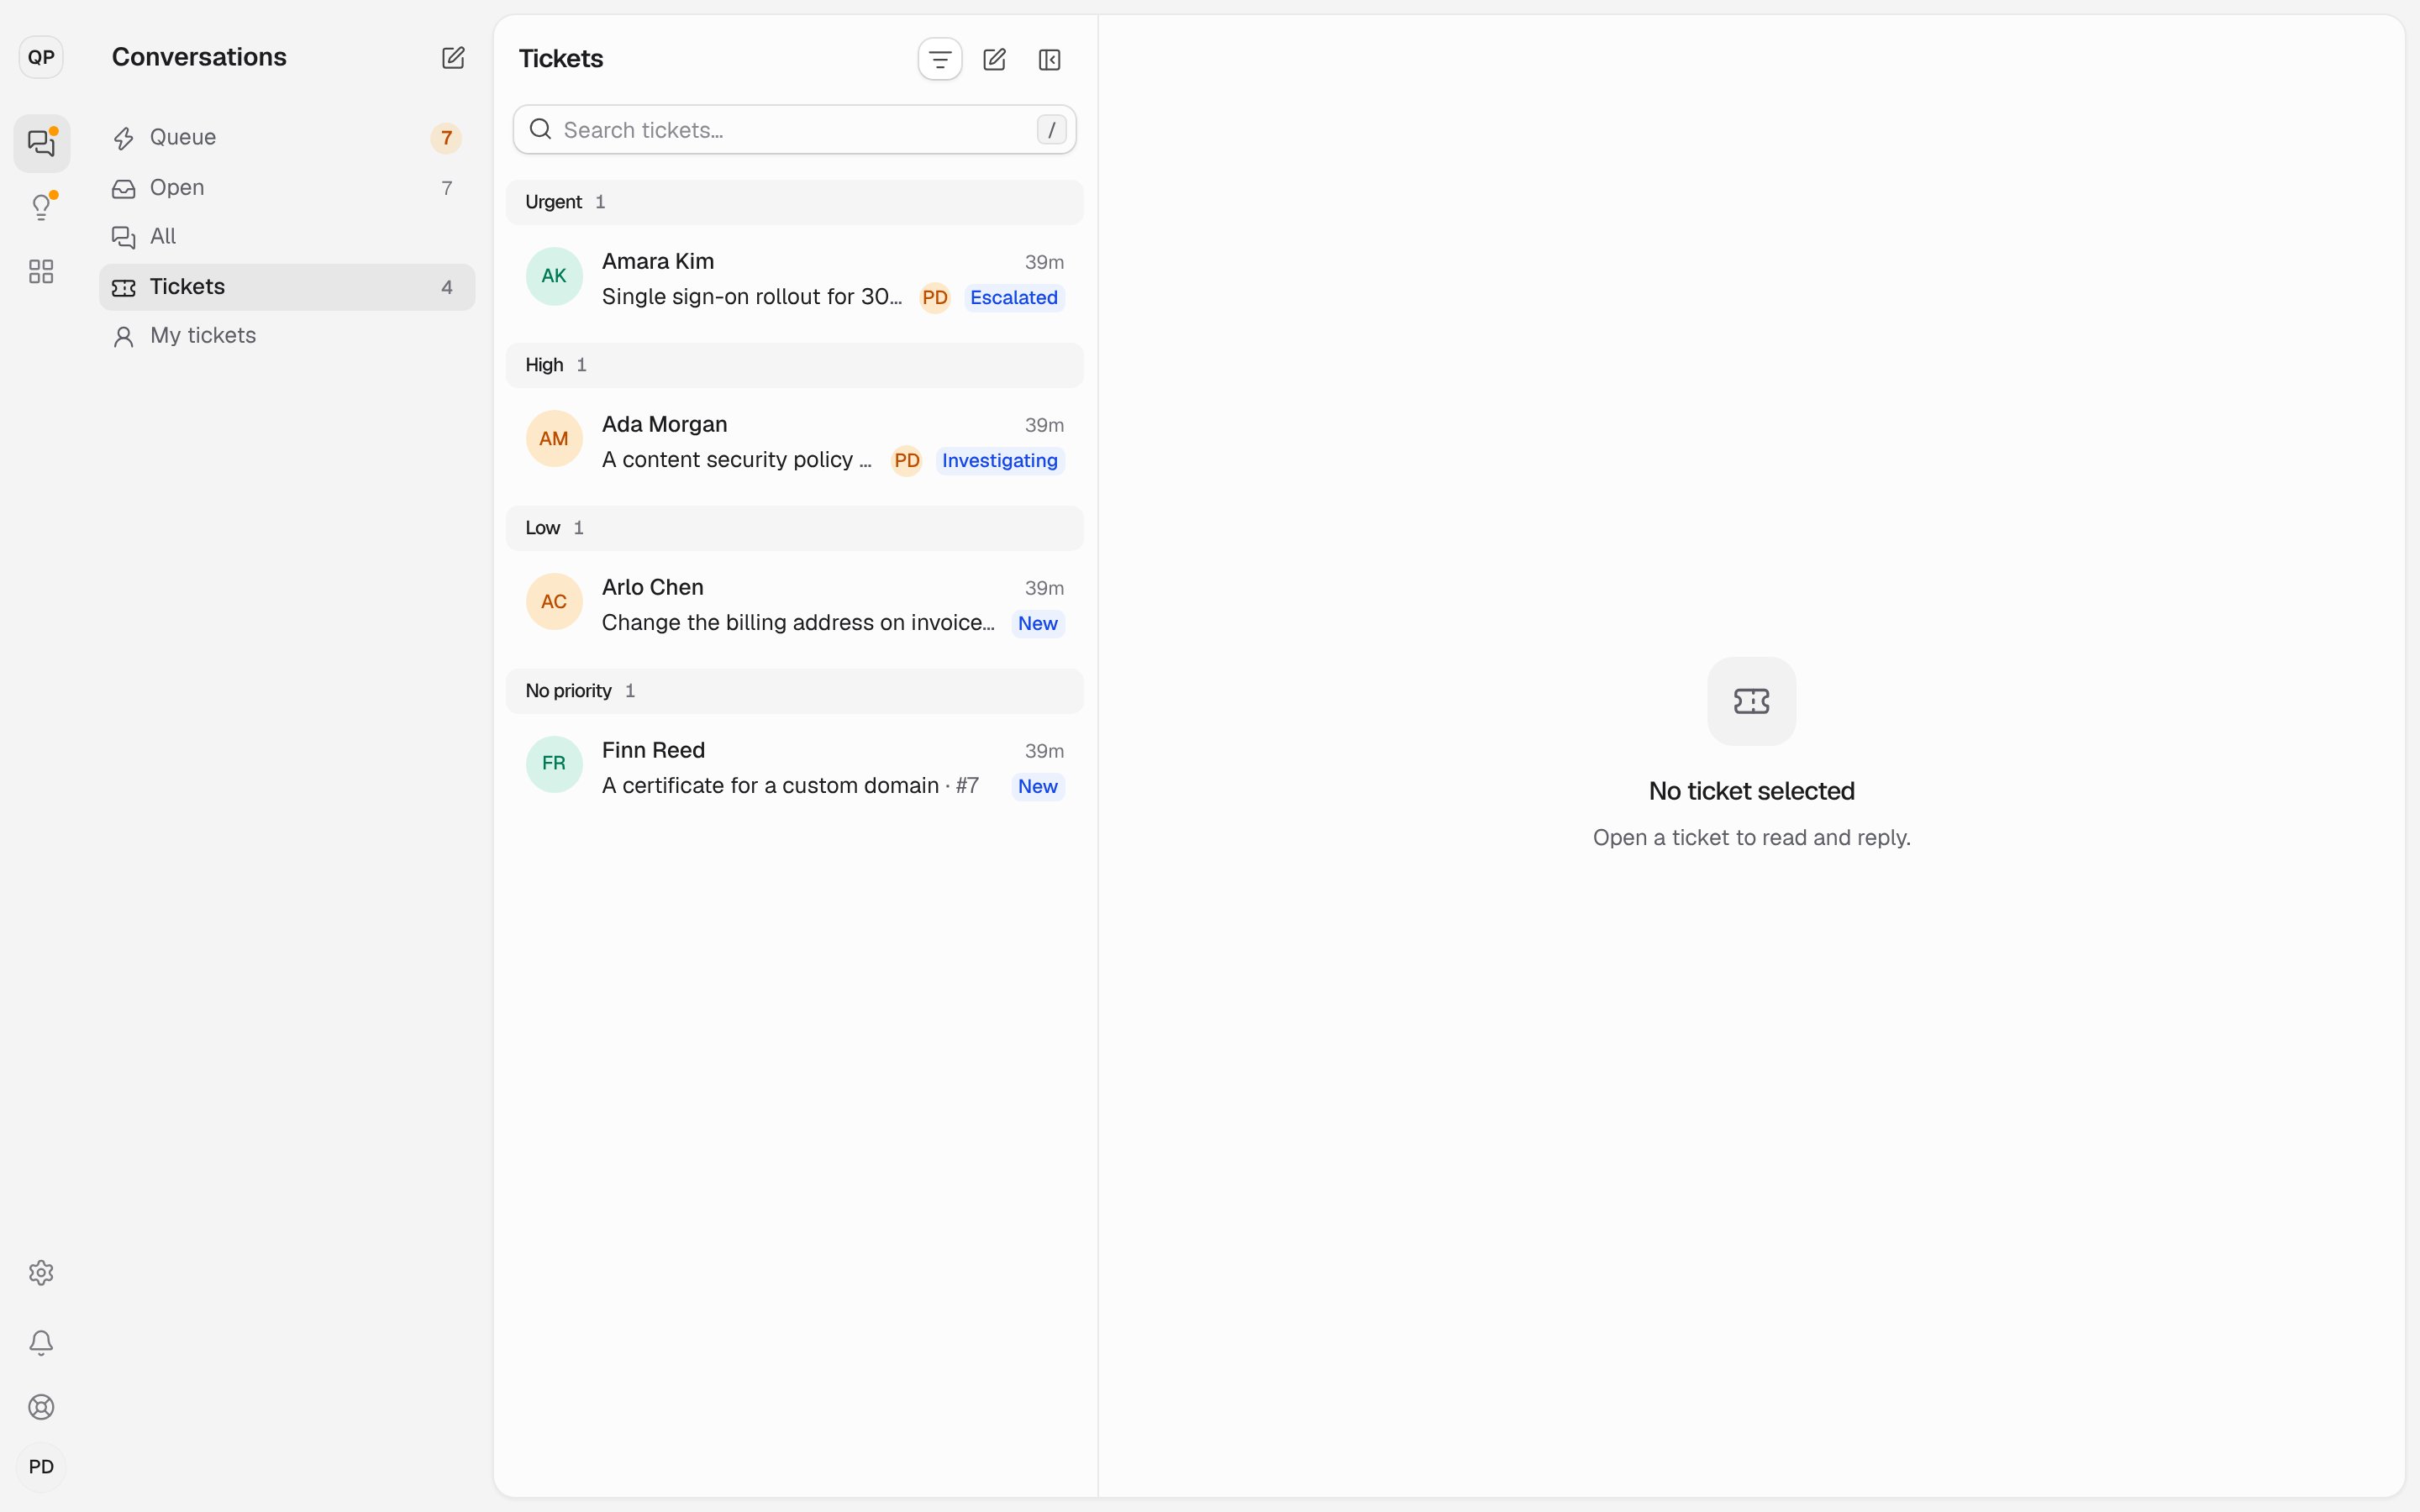 QP
Conversations
Queue 7
Open 7
All
Tickets 4
My tickets
PD
Tickets
Search tickets... /
Urgent 1
AK Amara Kim 39m
Single sign-on rollout for 30... PD Escalated
High 1
AM Ada Morgan 39m
A content security policy ... PD Investigating
Low 1
AC Arlo Chen 39m
Change the billing address on invoice... New
No priority 1
FR Finn Reed 39m
A certificate for a custom domain · #7 New
No ticket selected
Open a ticket to read and reply.